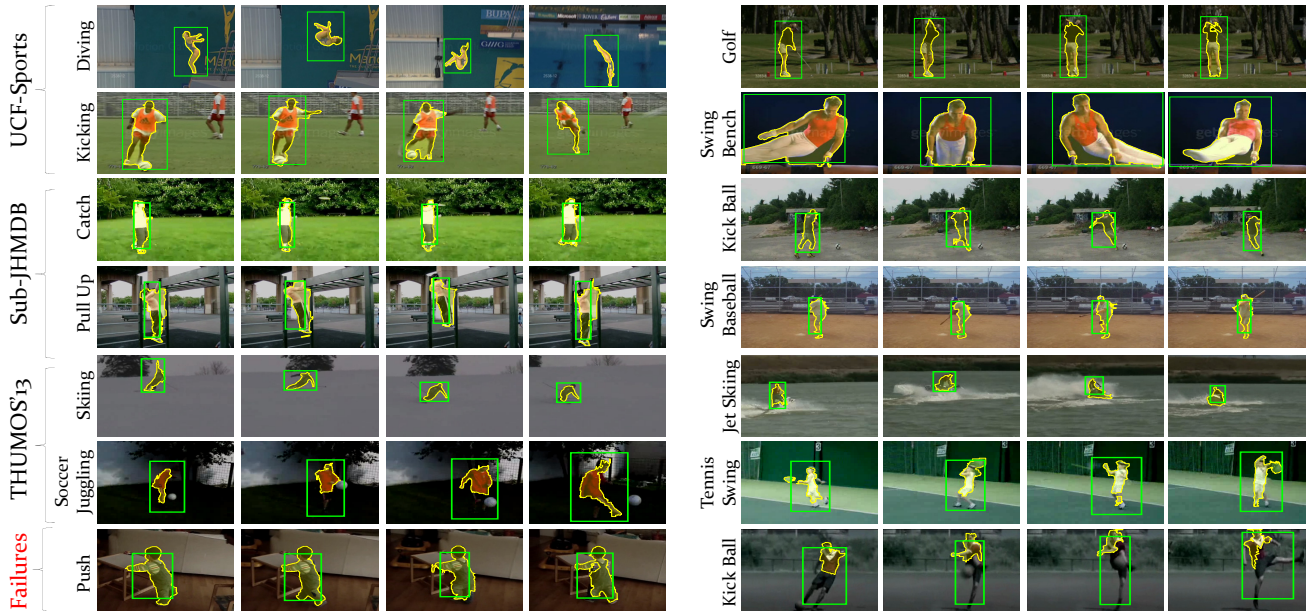 UCF-Sports
Diving
BUPA
Golf
Kicking
Swing
Bench
Sub-JHMDB
Catch
Kick Ball
Pull Up
Swing
Baseball
THUMOS'13
Skiing
Jet Skiing
Soccer
Juggling
Tennis
Swing
Failures
Push
Kick Ball